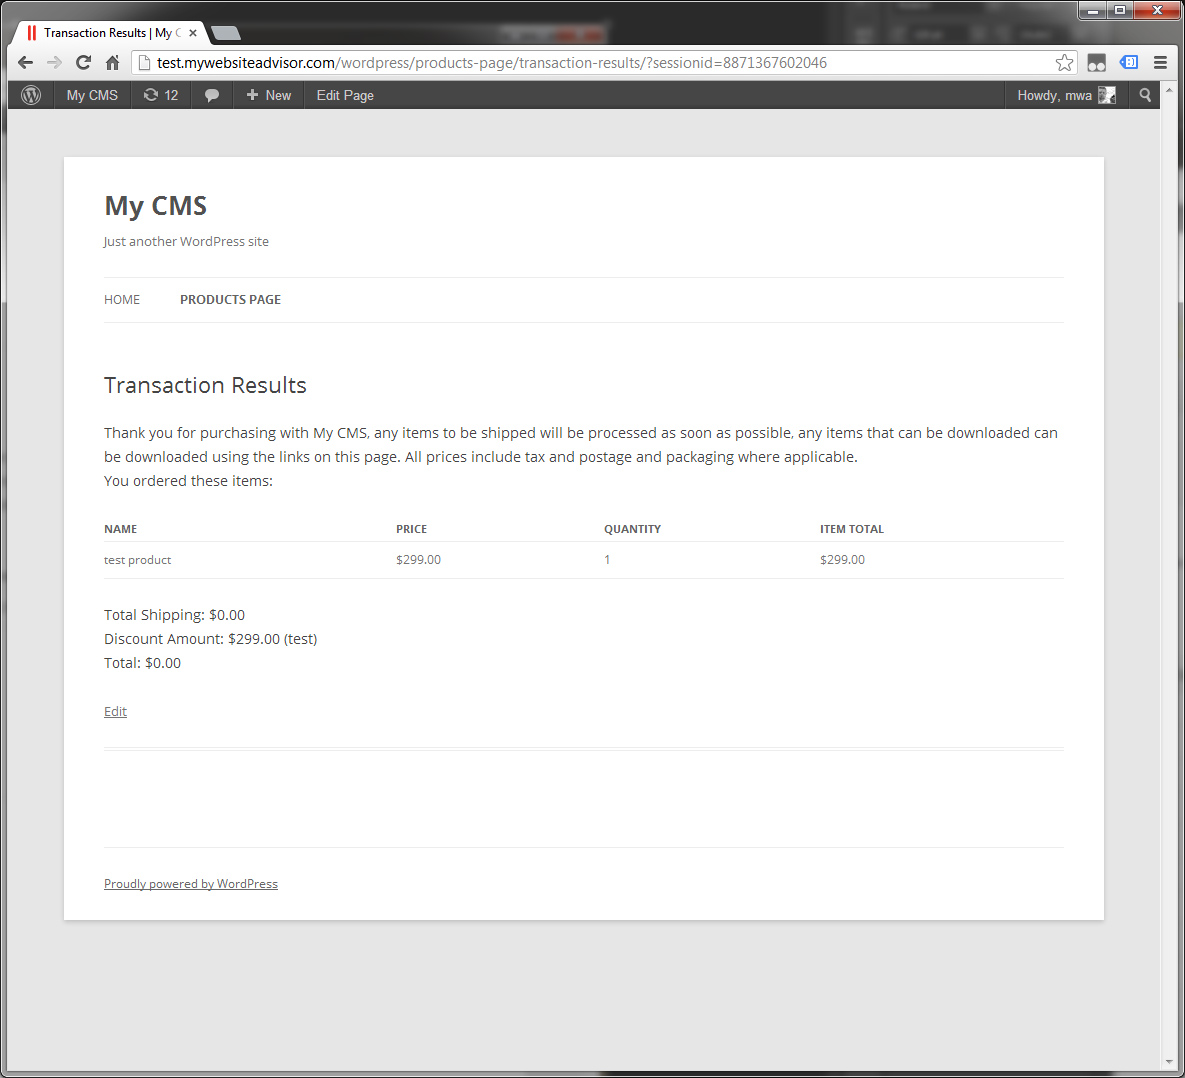 Transaction Results | My C
test.mywebsiteadvisor.com/wordpress/products-page/transaction-results/?sessionid=8871367602046
My CMS 12 New Edit Page Howdy, mwa
My CMS
Just another WordPress site
HOME PRODUCTS PAGE
Transaction Results
Thank you for purchasing with My CMS, any items to be shipped will be processed as soon as possible, any items that can be downloaded can
be downloaded using the links on this page. All prices include tax and postage and packaging where applicable.
You ordered these items:
NAME PRICE QUANTITY ITEM TOTAL
test product $299.00 1 $299.00
Total Shipping: $0.00
Discount Amount: $299.00 (test)
Total: $0.00
Edit
Proudly powered by WordPress